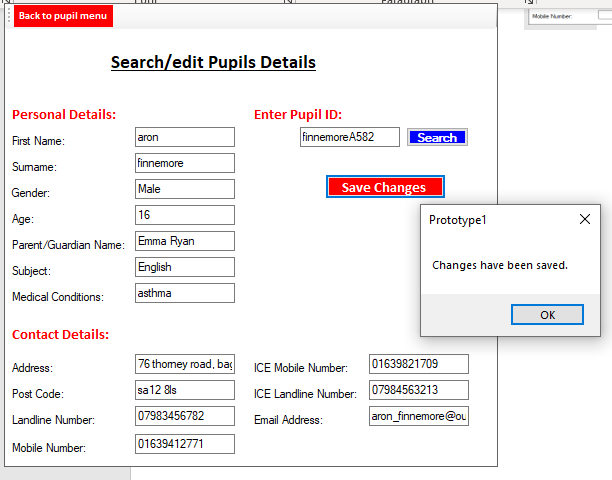 Mobile Number:
Back to pupil menu
Search/edit Pupils Details
Personal Details:
Enter Pupil ID:
First Name: aron
finnemoreA582 Search
Surname: finnemore
Gender: Male
Save Changes
Age: 16
Parent/Guardian Name: Emma Ryan
Subject: English
Medical Conditions: asthma
Prototype1
Changes have been saved.
OK
Contact Details:
Address: 76 thorney road, bag
ICE Mobile Number: 01639821709
Post Code: sa12 8ls
ICE Landline Number: 07984563213
Landline Number: 07983456782
Email Address: aron_finnemore@ou
Mobile Number: 01639412771